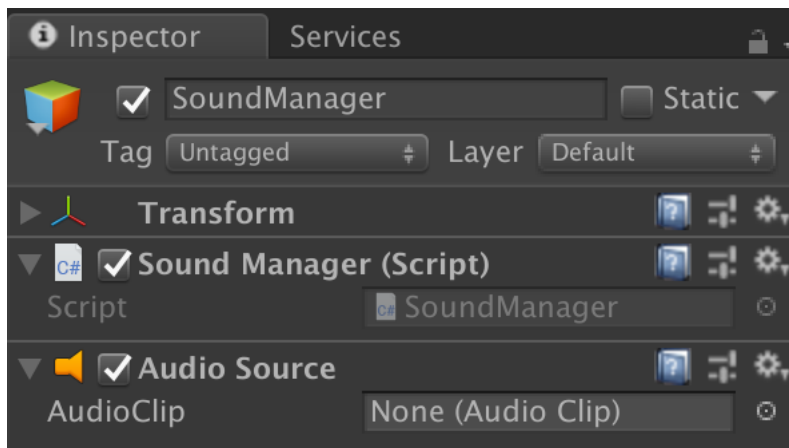 Inspector Services
SoundManager Static
Tag Untagged Layer Default
Transform
C# Sound Manager (Script)
Script C# SoundManager
Audio Source
AudioClip None (Audio Clip)